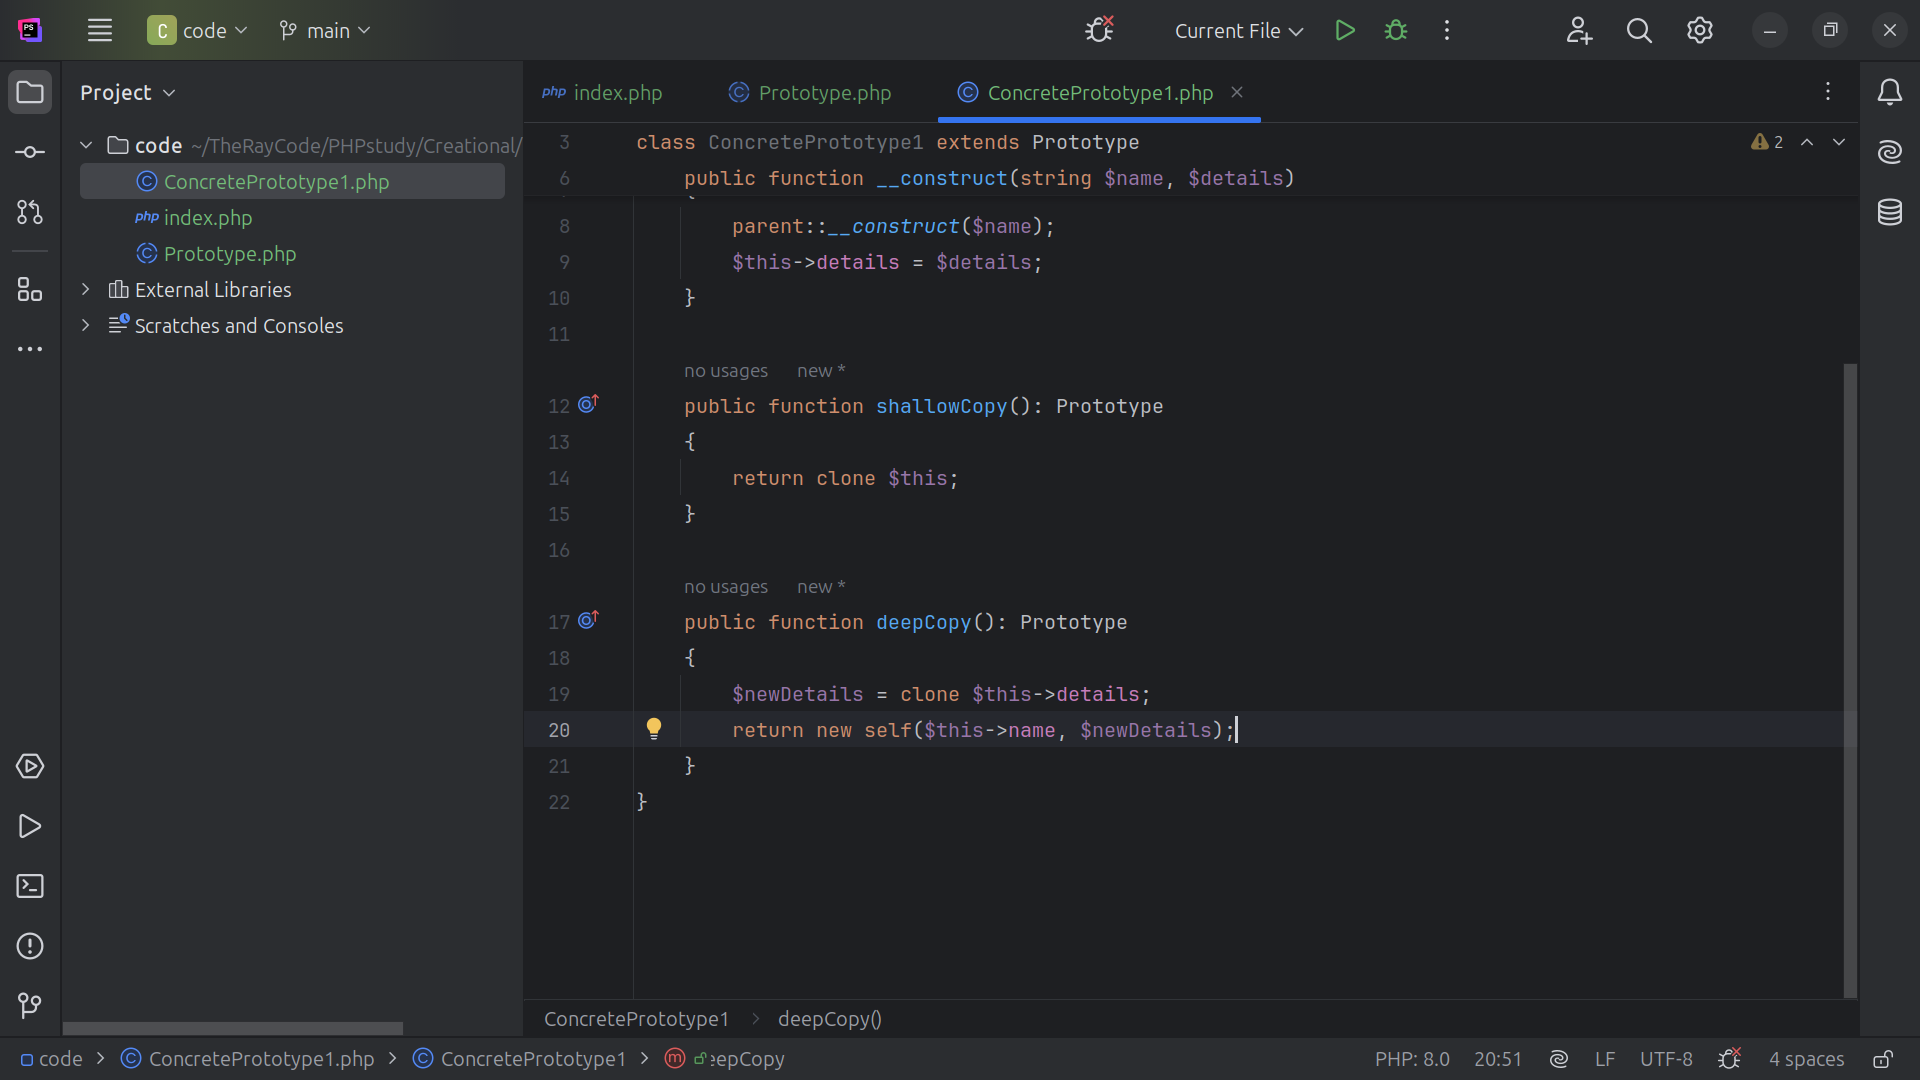 PS
C code main
Current File
Project
code ~/TheRayCode/PHPstudy/Creational/
ConcretePrototype1.php
php index.php
Prototype.php
External Libraries
Scratches and Consoles
php index.php
Prototype.php
ConcretePrototype1.php
2
3 class ConcretePrototype1 extends Prototype
6 public function __construct(string $name, $details)
8 parent::__construct($name);
9 $this->details = $details;
10 }
11
no usages new *
12 public function shallowCopy(): Prototype
13 {
14 return clone $this;
15 }
16
no usages new *
17 public function deepCopy(): Prototype
18 {
19 $newDetails = clone $this->details;
20 return new self($this->name, $newDetails);
21 }
22 }
ConcretePrototype1 > deepCopy()
code > ConcretePrototype1.php > ConcretePrototype1 > m eepCopy
PHP: 8.0 20:51 LF UTF-8 4 spaces